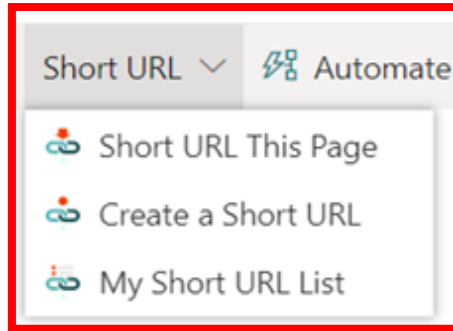 Short URL Automate
Short URL This Page
Create a Short URL
My Short URL List